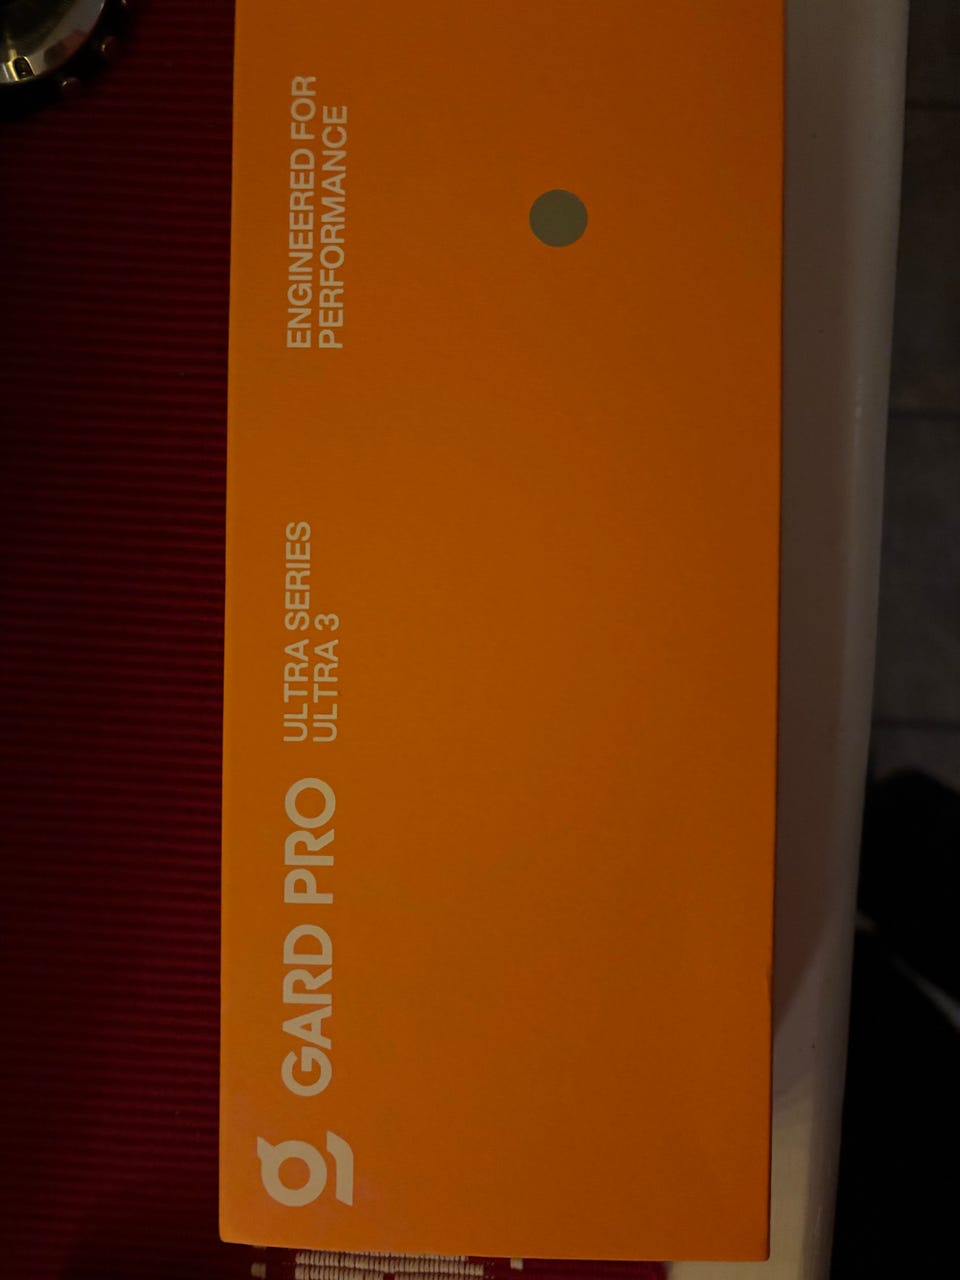 g GARD PRO
ULTRA SERIES
ULTRA 3
ENGINEERED FOR
PERFORMANCE